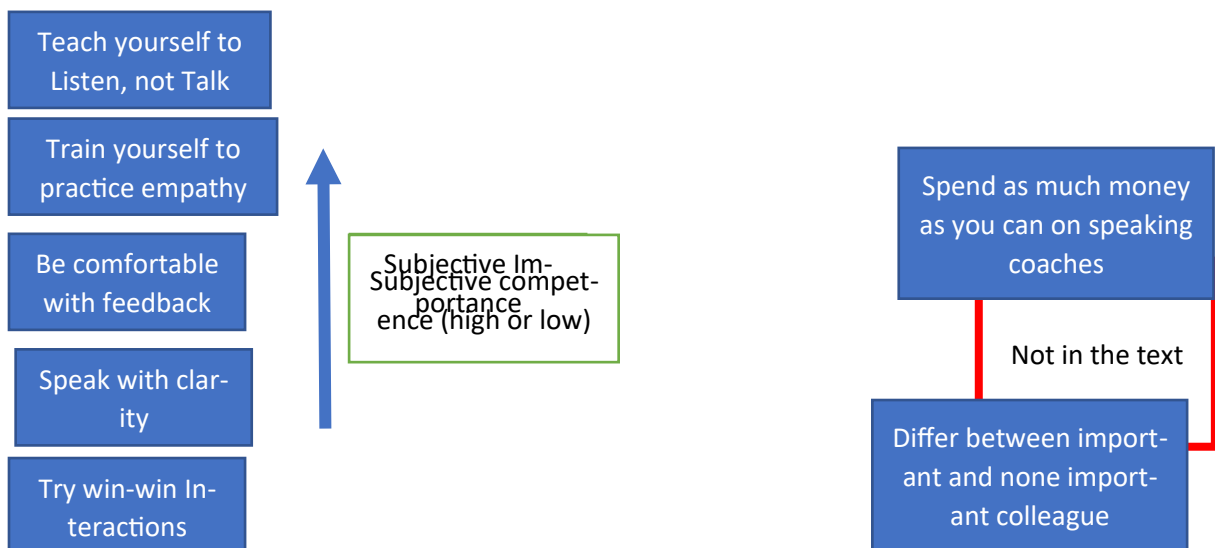 Teach yourself to
Listen, not Talk
Train yourself to
practice empathy
Be comfortable
with feedback
Speak with clar-
ity
Try win-win In-
teractions
Subjective Im-
portance
Subjective compet-
ence (high or low)
Spend as much money
as you can on speaking
coaches
Not in the text
Differ between import-
ant and none import-
ant colleague